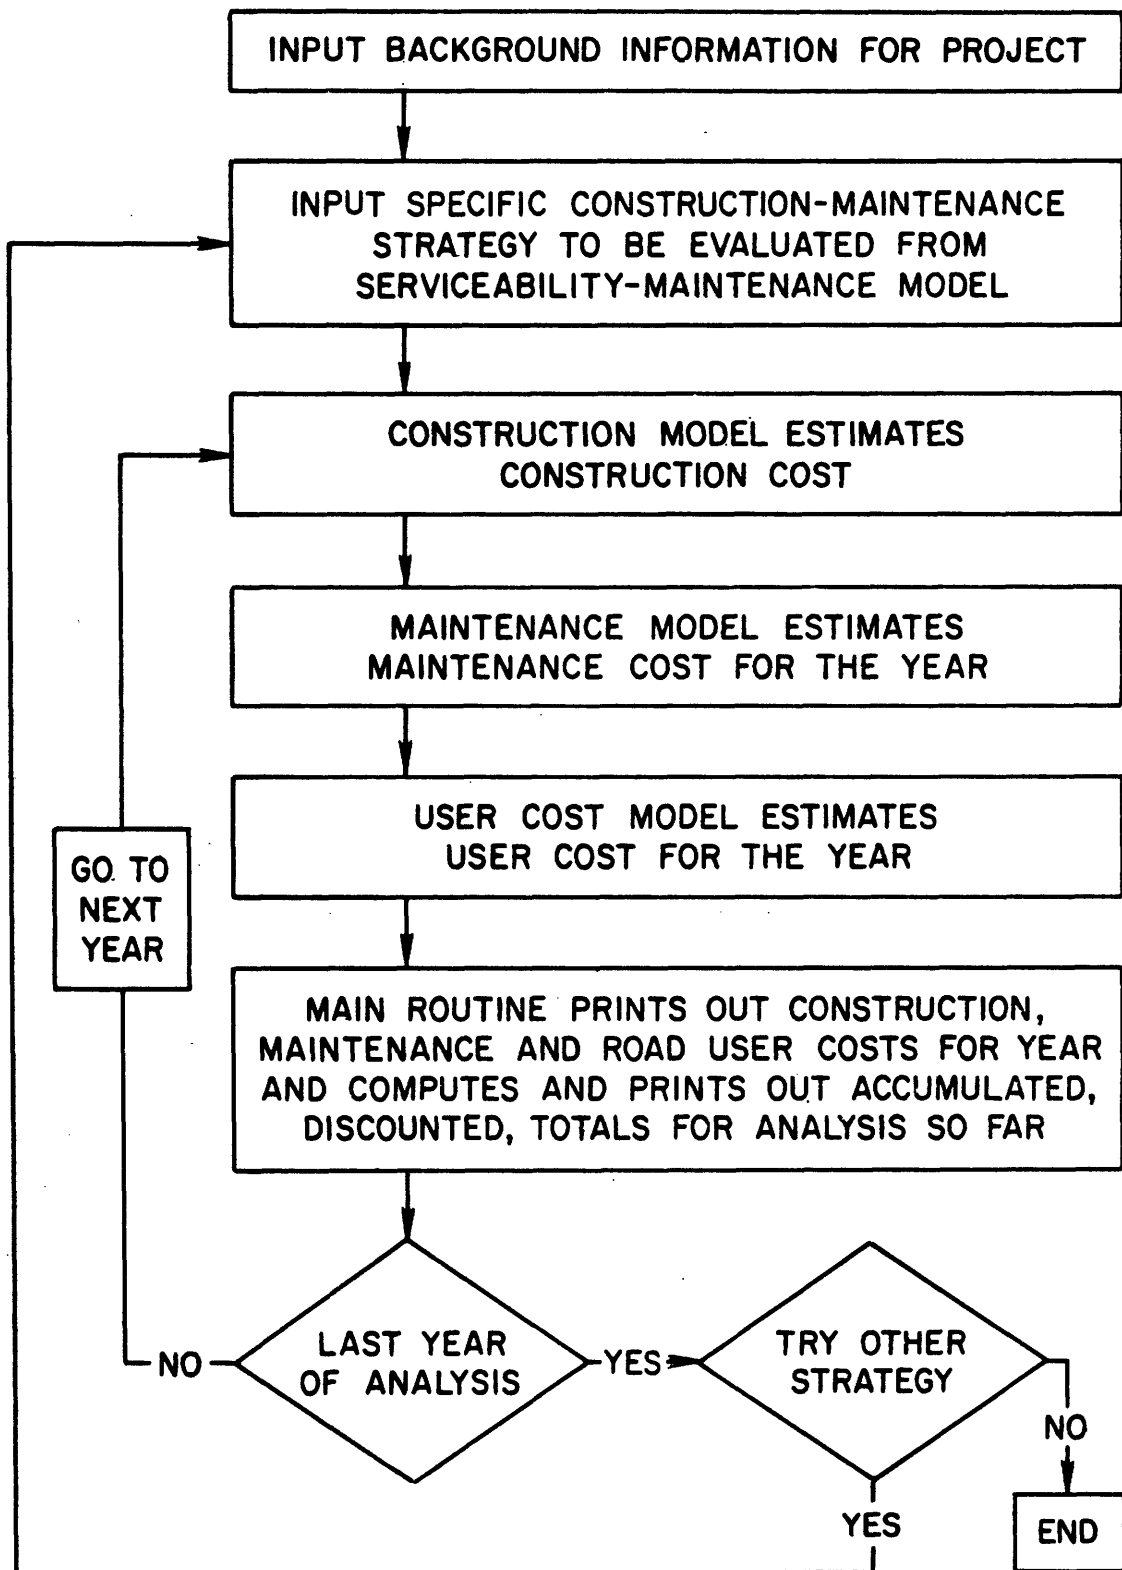 INPUT BACKGROUND INFORMATION FOR PROJECT
INPUT SPECIFIC CONSTRUCTION-MAINTENANCE
STRATEGY TO BE EVALUATED FROM
SERVICEABILITY-MAINTENANCE MODEL
CONSTRUCTION MODEL ESTIMATES
CONSTRUCTION COST
MAINTENANCE MODEL ESTIMATES
MAINTENANCE COST FOR THE YEAR
USER COST MODEL ESTIMATES
USER COST FOR THE YEAR
GO TO
NEXT
YEAR
MAIN ROUTINE PRINTS OUT CONSTRUCTION,
MAINTENANCE AND ROAD USER COSTS FOR YEAR
AND COMPUTES AND PRINTS OUT ACCUMULATED,
DISCOUNTED, TOTALS FOR ANALYSIS SO FAR
LAST YEAR
OF ANALYSIS
NO
YES
TRY OTHER
STRATEGY
NO
YES
END